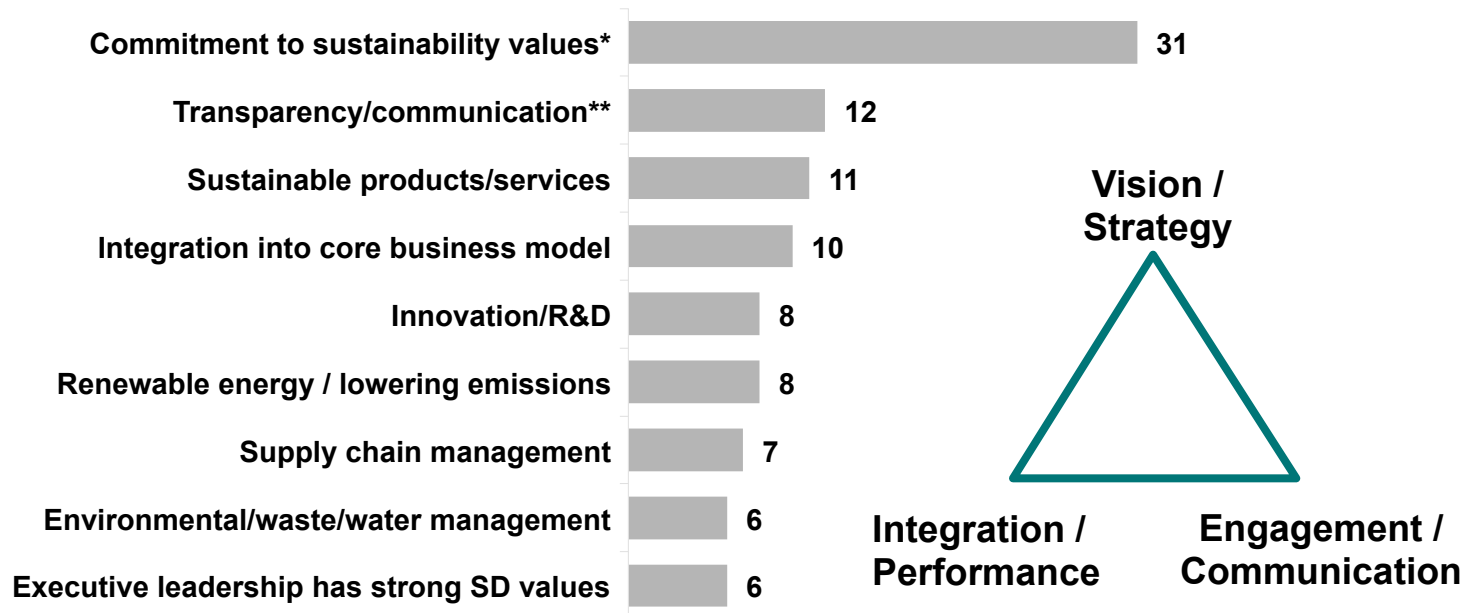 Commitment to sustainability values* 31
Transparency/communication** 12
Sustainable products/services 11
Integration into core business model 10
Innovation/R&D 8
Renewable energy / lowering emissions 8
Supply chain management 7
Environmental/waste/water management 6
Executive leadership has strong SD values 6
Vision /
Strategy
Integration /
Performance
Engagement /
Communication